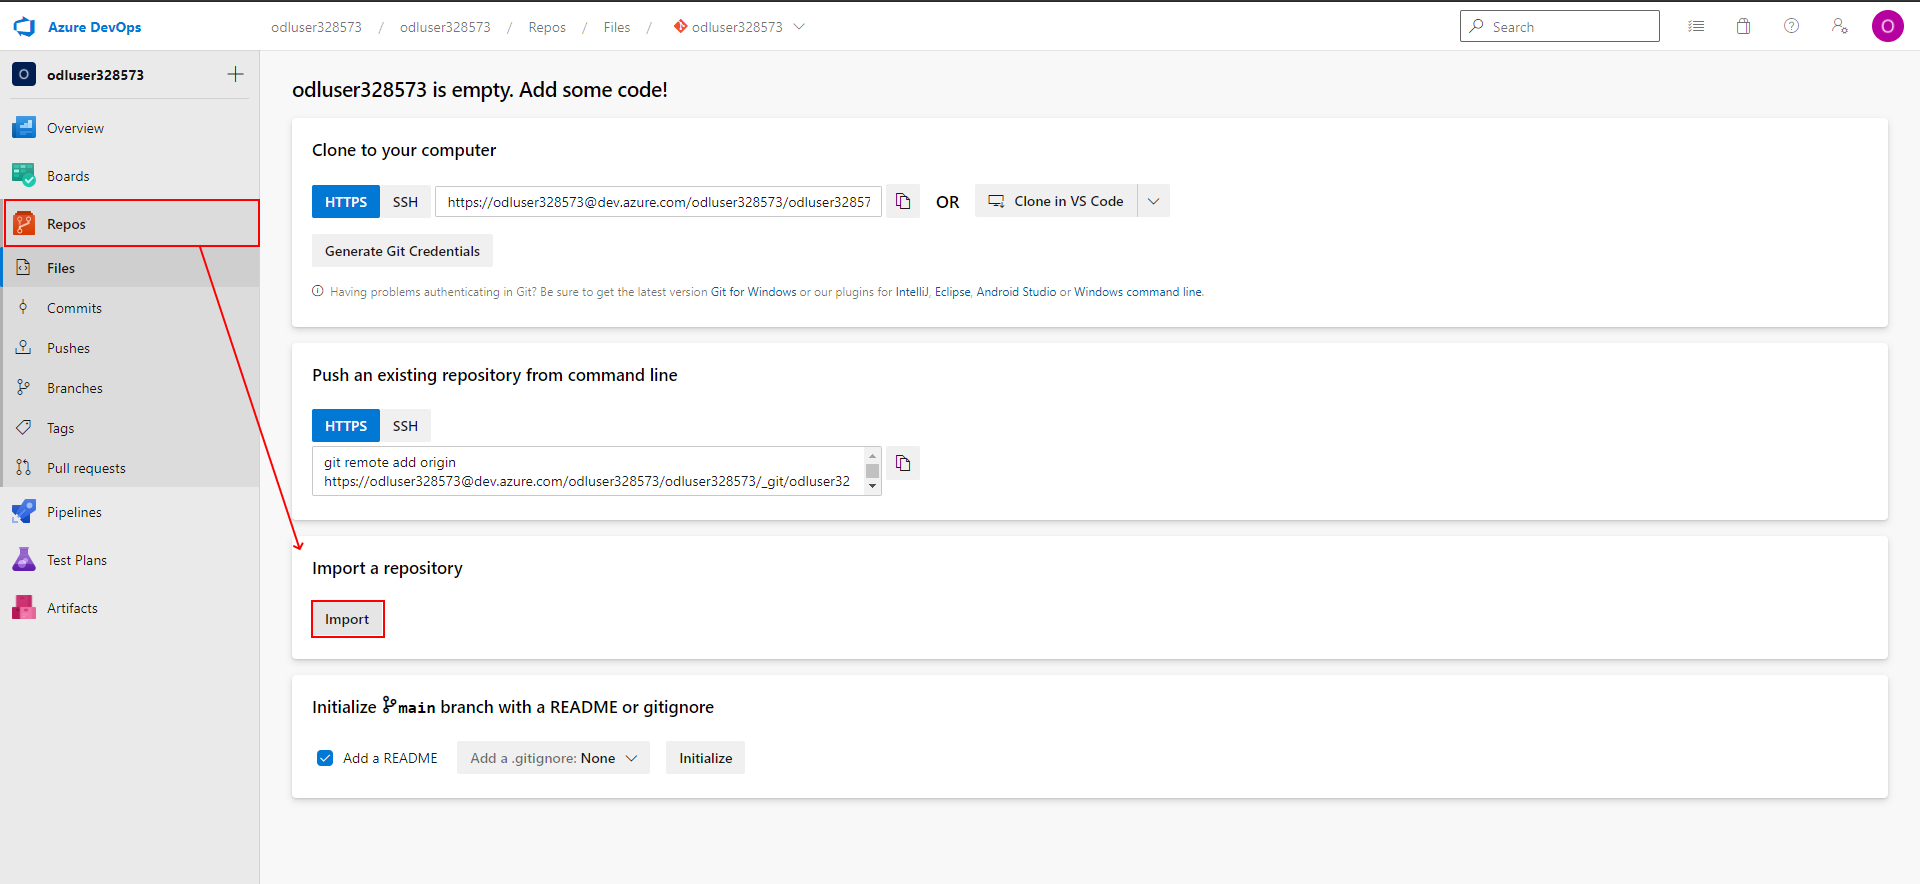 Azure DevOps
odluser328573 / odluser328573 / Repos / Files / odluser328573
Search
O
O odluser328573
Overview
Boards
Repos
Files
Commits
Pushes
Branches
Tags
Pull requests
Pipelines
Test Plans
Artifacts
odluser328573 is empty. Add some code!
Clone to your computer
HTTPS SSH https://odluser328573@dev.azure.com/odluser328573/odluser32857 OR Clone in VS Code
Generate Git Credentials
Having problems authenticating in Git? Be sure to get the latest version Git for Windows or our plugins for IntelliJ, Eclipse, Android Studio or Windows command line.
Push an existing repository from command line
HTTPS SSH
git remote add origin
https://odluser328573@dev.azure.com/odluser328573/odluser328573/_git/odluser32
Import a repository
Import
Initialize main branch with a README or gitignore
Add a README Add a .gitignore: None Initialize